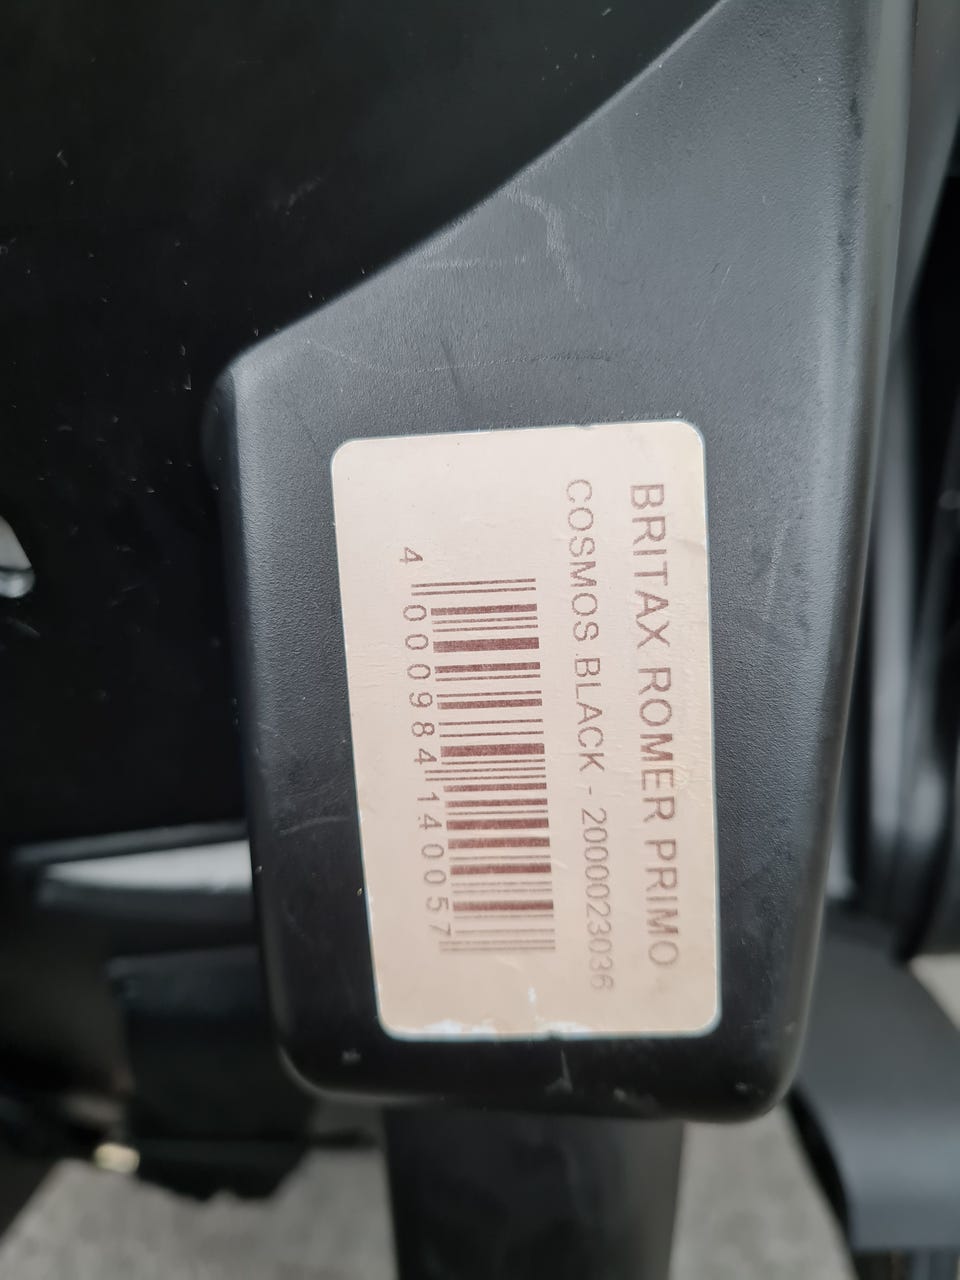 BRITAX ROMER PRIMO
COSMOS BLACK - 2000023036
4 000984 140057